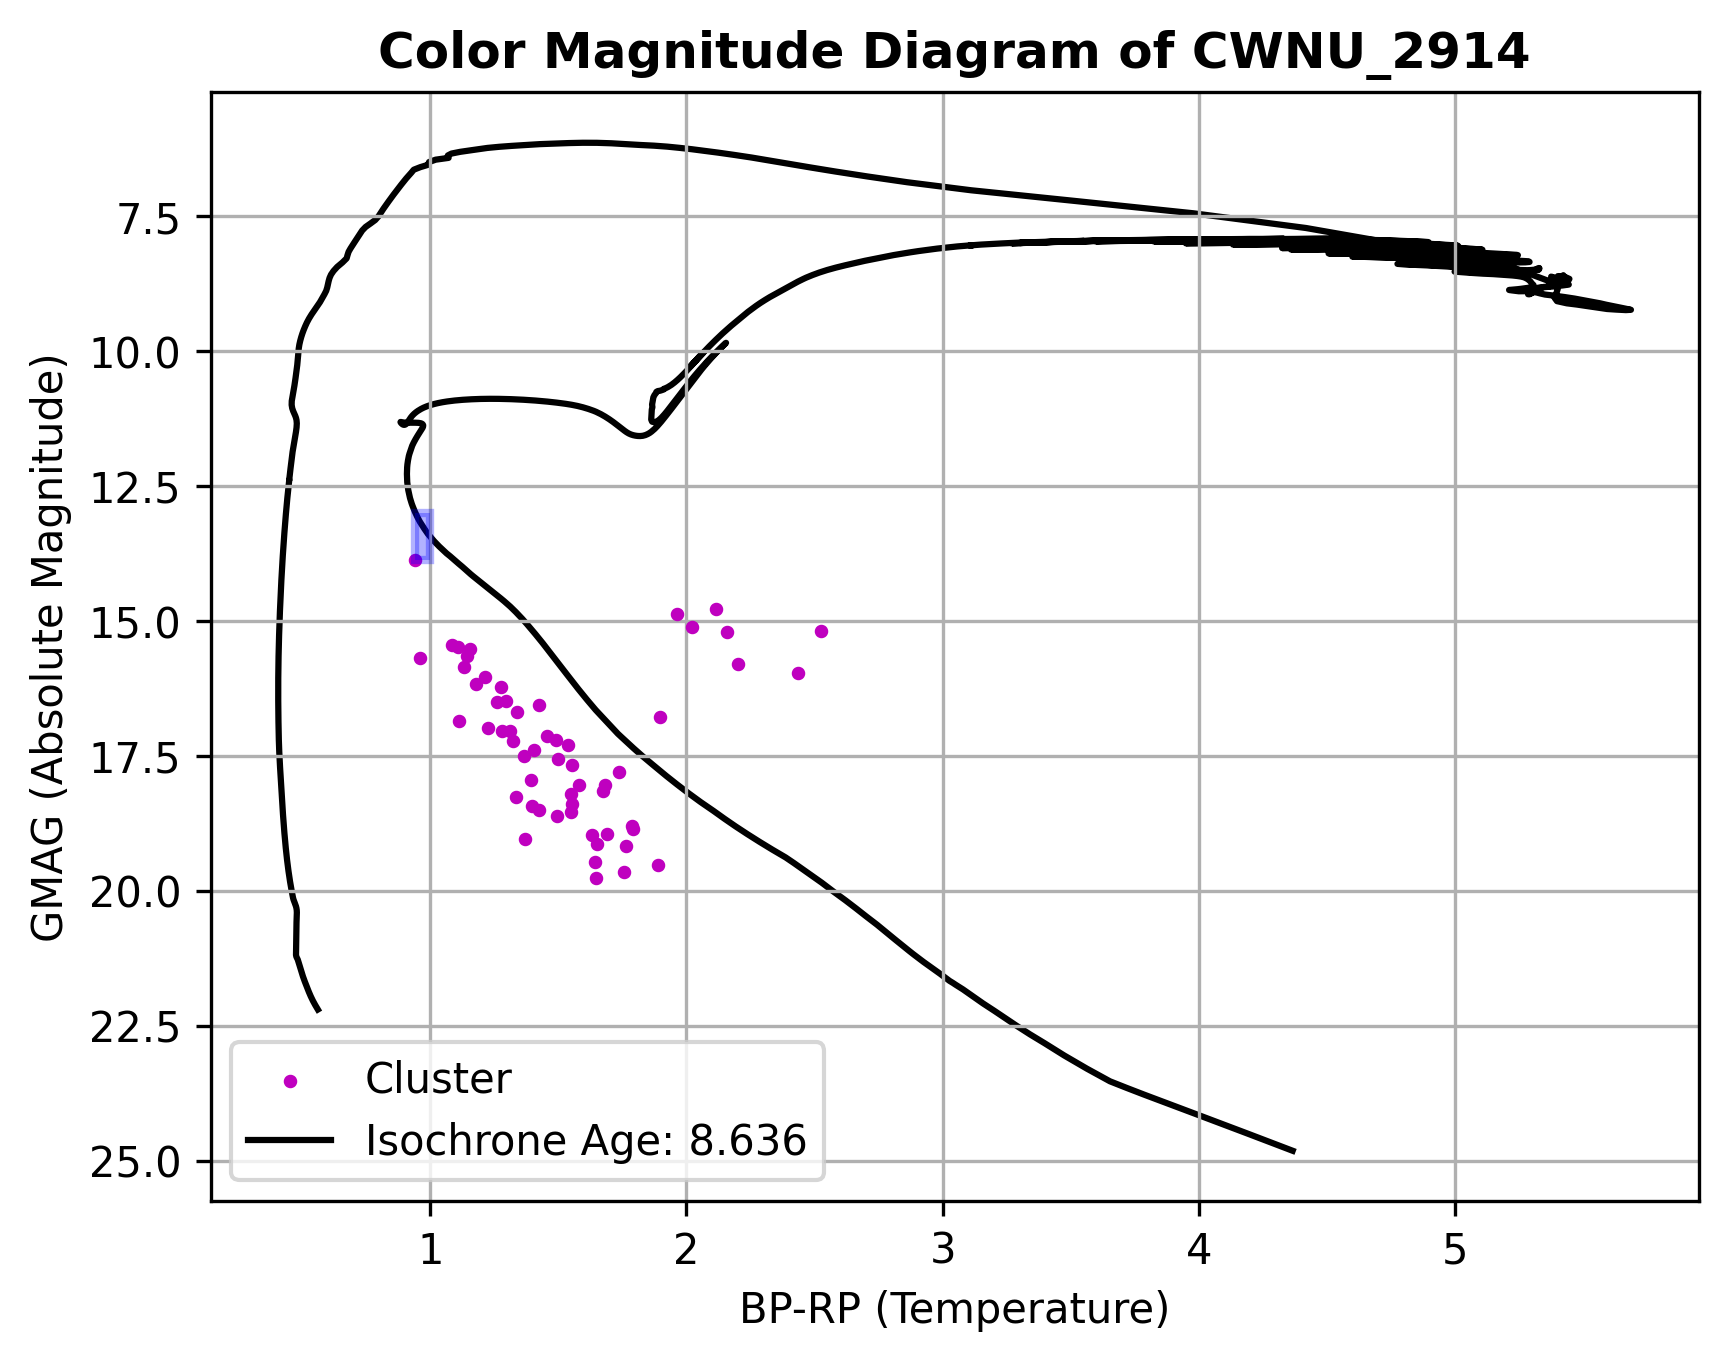 Color Magnitude Diagram of CWNU_2914
GMAG (Absolute Magnitude)
7.5
10.0
12.5
15.0
17.5
20.0
22.5
25.0
Cluster
Isochrone Age: 8.636
1 2 3 4 5
BP-RP (Temperature)